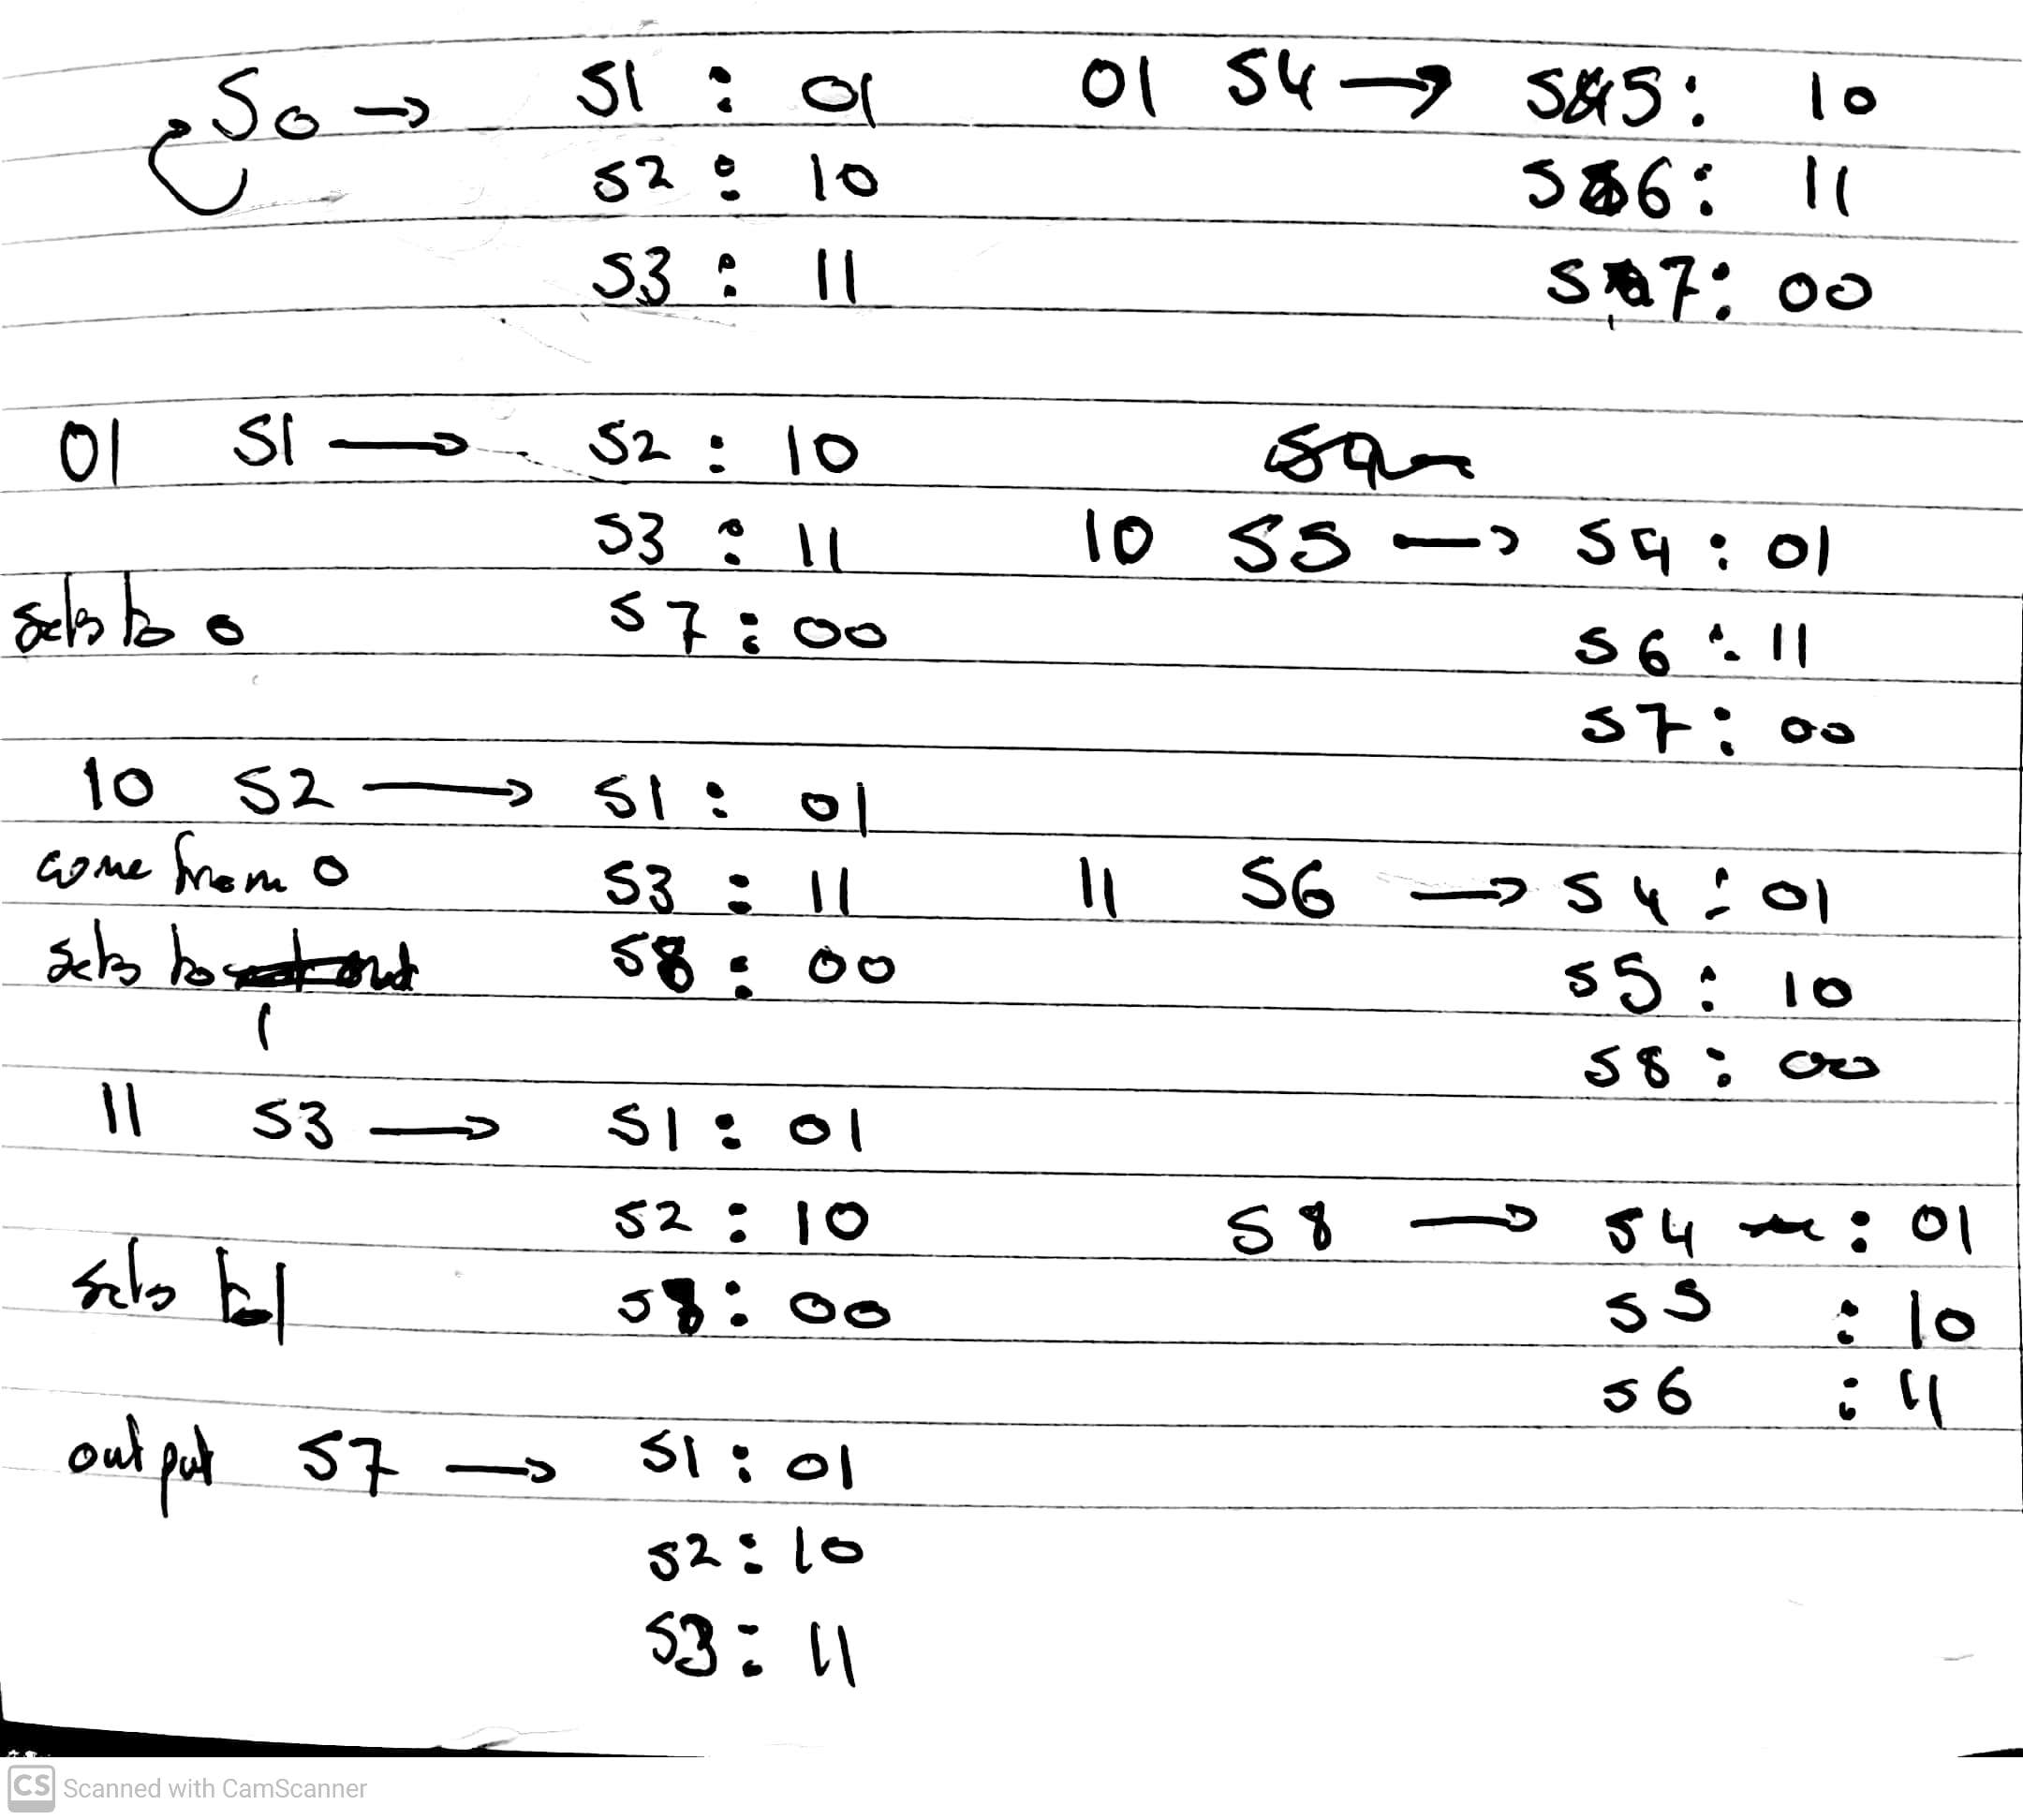 S0 → S1 : 01
S2 : 10
S3 : 11
01 S1 → S2 : 10
S3 : 11
sets to 0 S7 : 00
10 S2 → S1 : 01
come from 0 S3 : 11
sets to S8 : 00
1
11 S3 → S1 : 01
S2 : 10
sets to 1 S8 : 00
output S7 → S1 : 01
S2 : 10
S3 : 11
01 S4 → S5 : 10
S6 : 11
S7 : 00
10 S5 → S4 : 01
S6 : 11
S7 : 00
11 S6 → S4 : 01
S5 : 10
S8 : 00
S8 → S4 : 01
S5 : 10
S6 : 11
CS Scanned with CamScanner